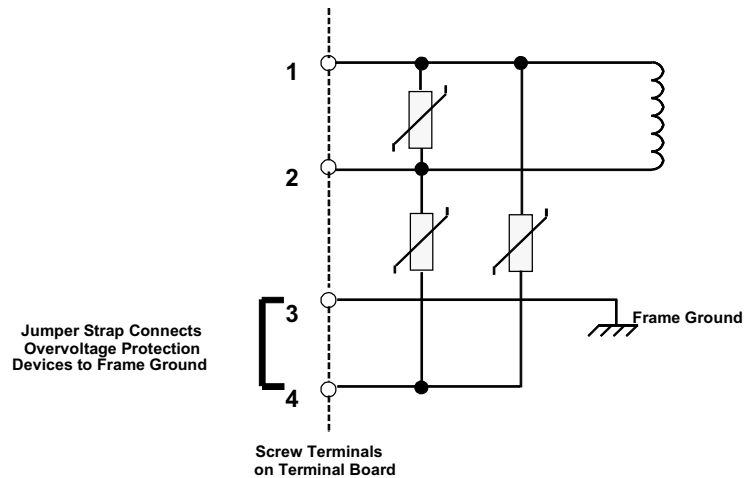 1
2
3
Frame Ground
Jumper Strap Connects
Overvoltage Protection
Devices to Frame Ground
4
Screw Terminals
on Terminal Board